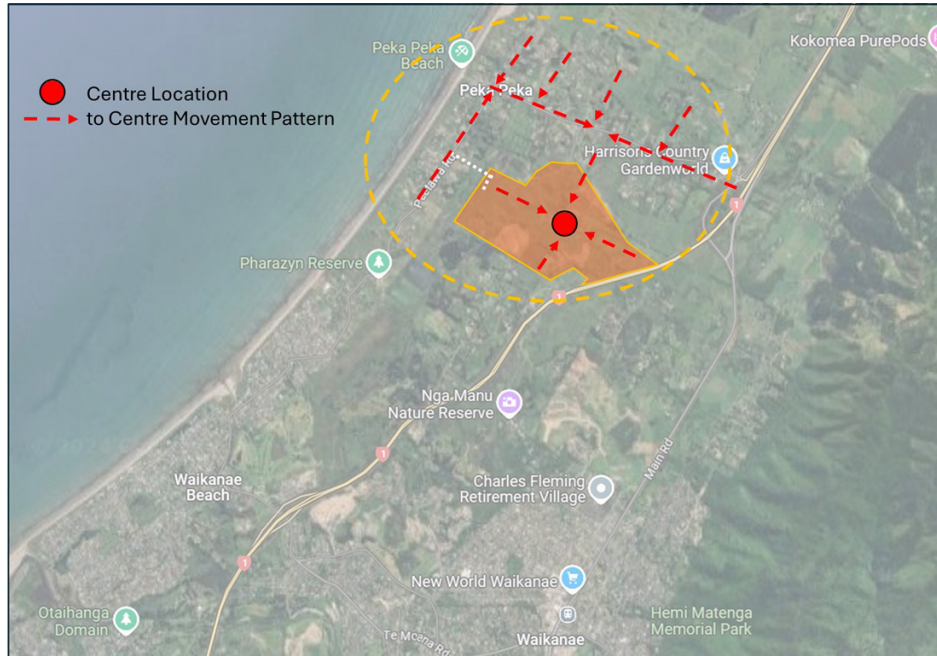 Kokomea PurePods
Peka Peka
Beach
Centre Location
to Centre Movement Pattern
Peka Peka
Harrisons Country
Gardenworld
1
Pharazyn Reserve
1
Nga Manu
Nature Reserve
Main Rd
1
Waikanae
Beach
Charles Fleming
Retirement Village
1
New World Waikanae
Otaihanga
Domain
Te Moana Rd
Waikanae
Hemi Matenga
Memorial Park